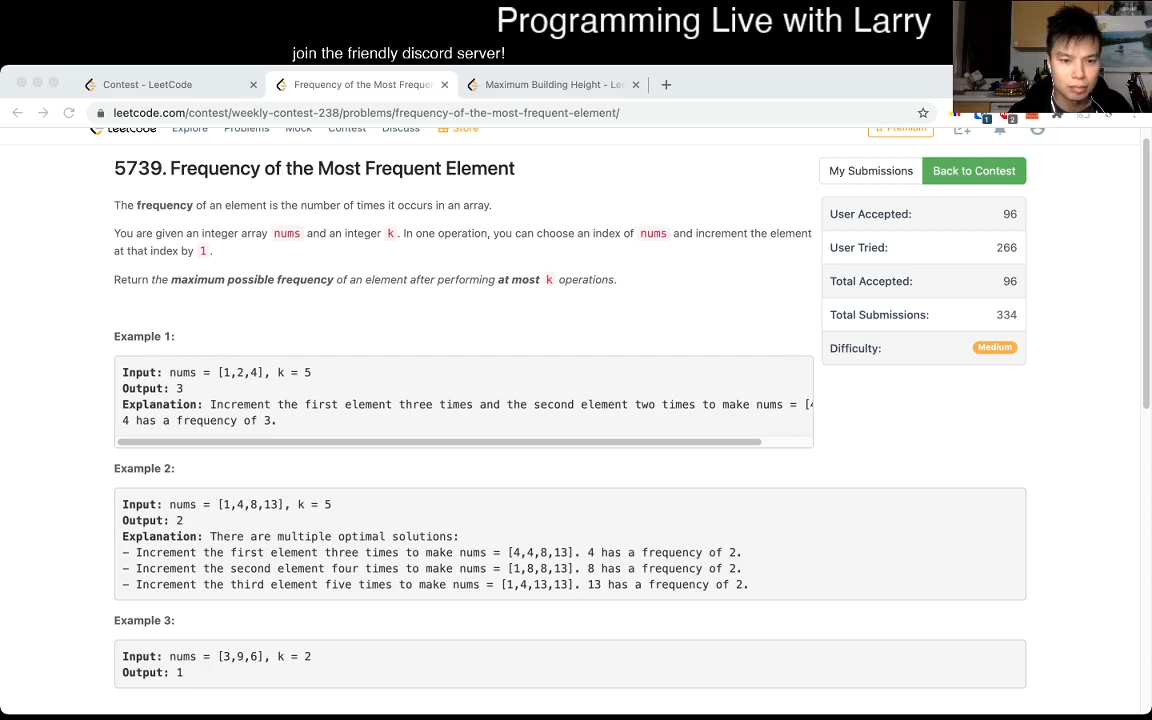 Programming Live with Larry
join the friendly discord server!
Contest - LeetCode
Frequency of the Most Frequer
Maximum Building Height - Lee
leetcode.com/contest/weekly-contest-238/problems/frequency-of-the-most-frequent-element/
LeetCode Explore Problems Mock Contest Discuss Store Premium
5739. Frequency of the Most Frequent Element
My Submissions
Back to Contest
The frequency of an element is the number of times it occurs in an array.
You are given an integer array nums and an integer k. In one operation, you can choose an index of nums and increment the element
at that index by 1.
Return the maximum possible frequency of an element after performing at most k operations.
User Accepted: 96
User Tried: 266
Total Accepted: 96
Total Submissions: 334
Difficulty: Medium
Example 1:
Input: nums = [1,2,4], k = 5
Output: 3
Explanation: Increment the first element three times and the second element two times to make nums = [4
4 has a frequency of 3.
Example 2:
Input: nums = [1,4,8,13], k = 5
Output: 2
Explanation: There are multiple optimal solutions:
- Increment the first element three times to make nums = [4,4,8,13]. 4 has a frequency of 2.
- Increment the second element four times to make nums = [1,8,8,13]. 8 has a frequency of 2.
- Increment the third element five times to make nums = [1,4,13,13]. 13 has a frequency of 2.
Example 3:
Input: nums = [3,9,6], k = 2
Output: 1